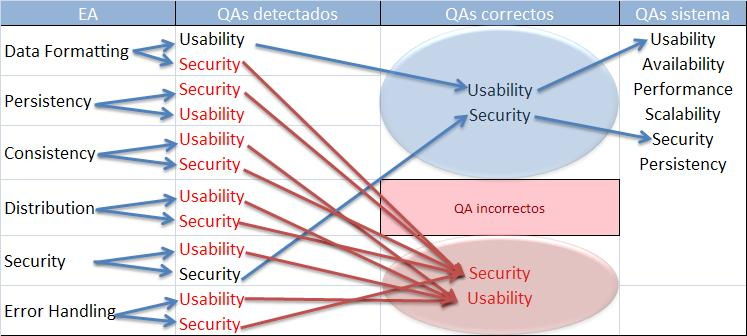 EA QAs detectados QAs correctos QAs sistema
Data Formatting
Usability
Security
Persistency
Security
Usability
Consistency
Usability
Security
Distribution
Usability
Security
Security
Usability
Security
Error Handling
Usability
Security
Usability
Security
QA incorrectos
Security
Usability
Usability
Availability
Performance
Scalability
Security
Persistency